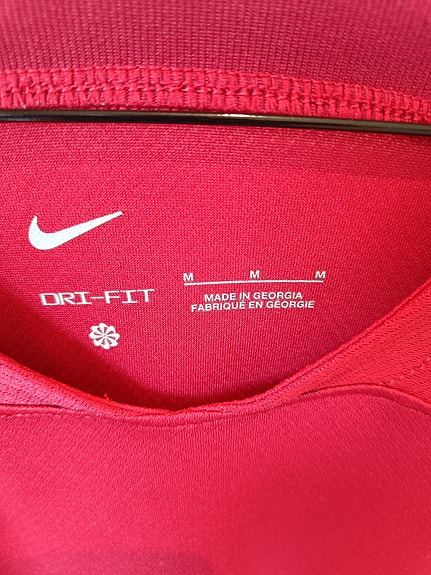 DRI-FIT
M M M
MADE IN GEORGIA
FABRIQUÉ EN GÉORGIE